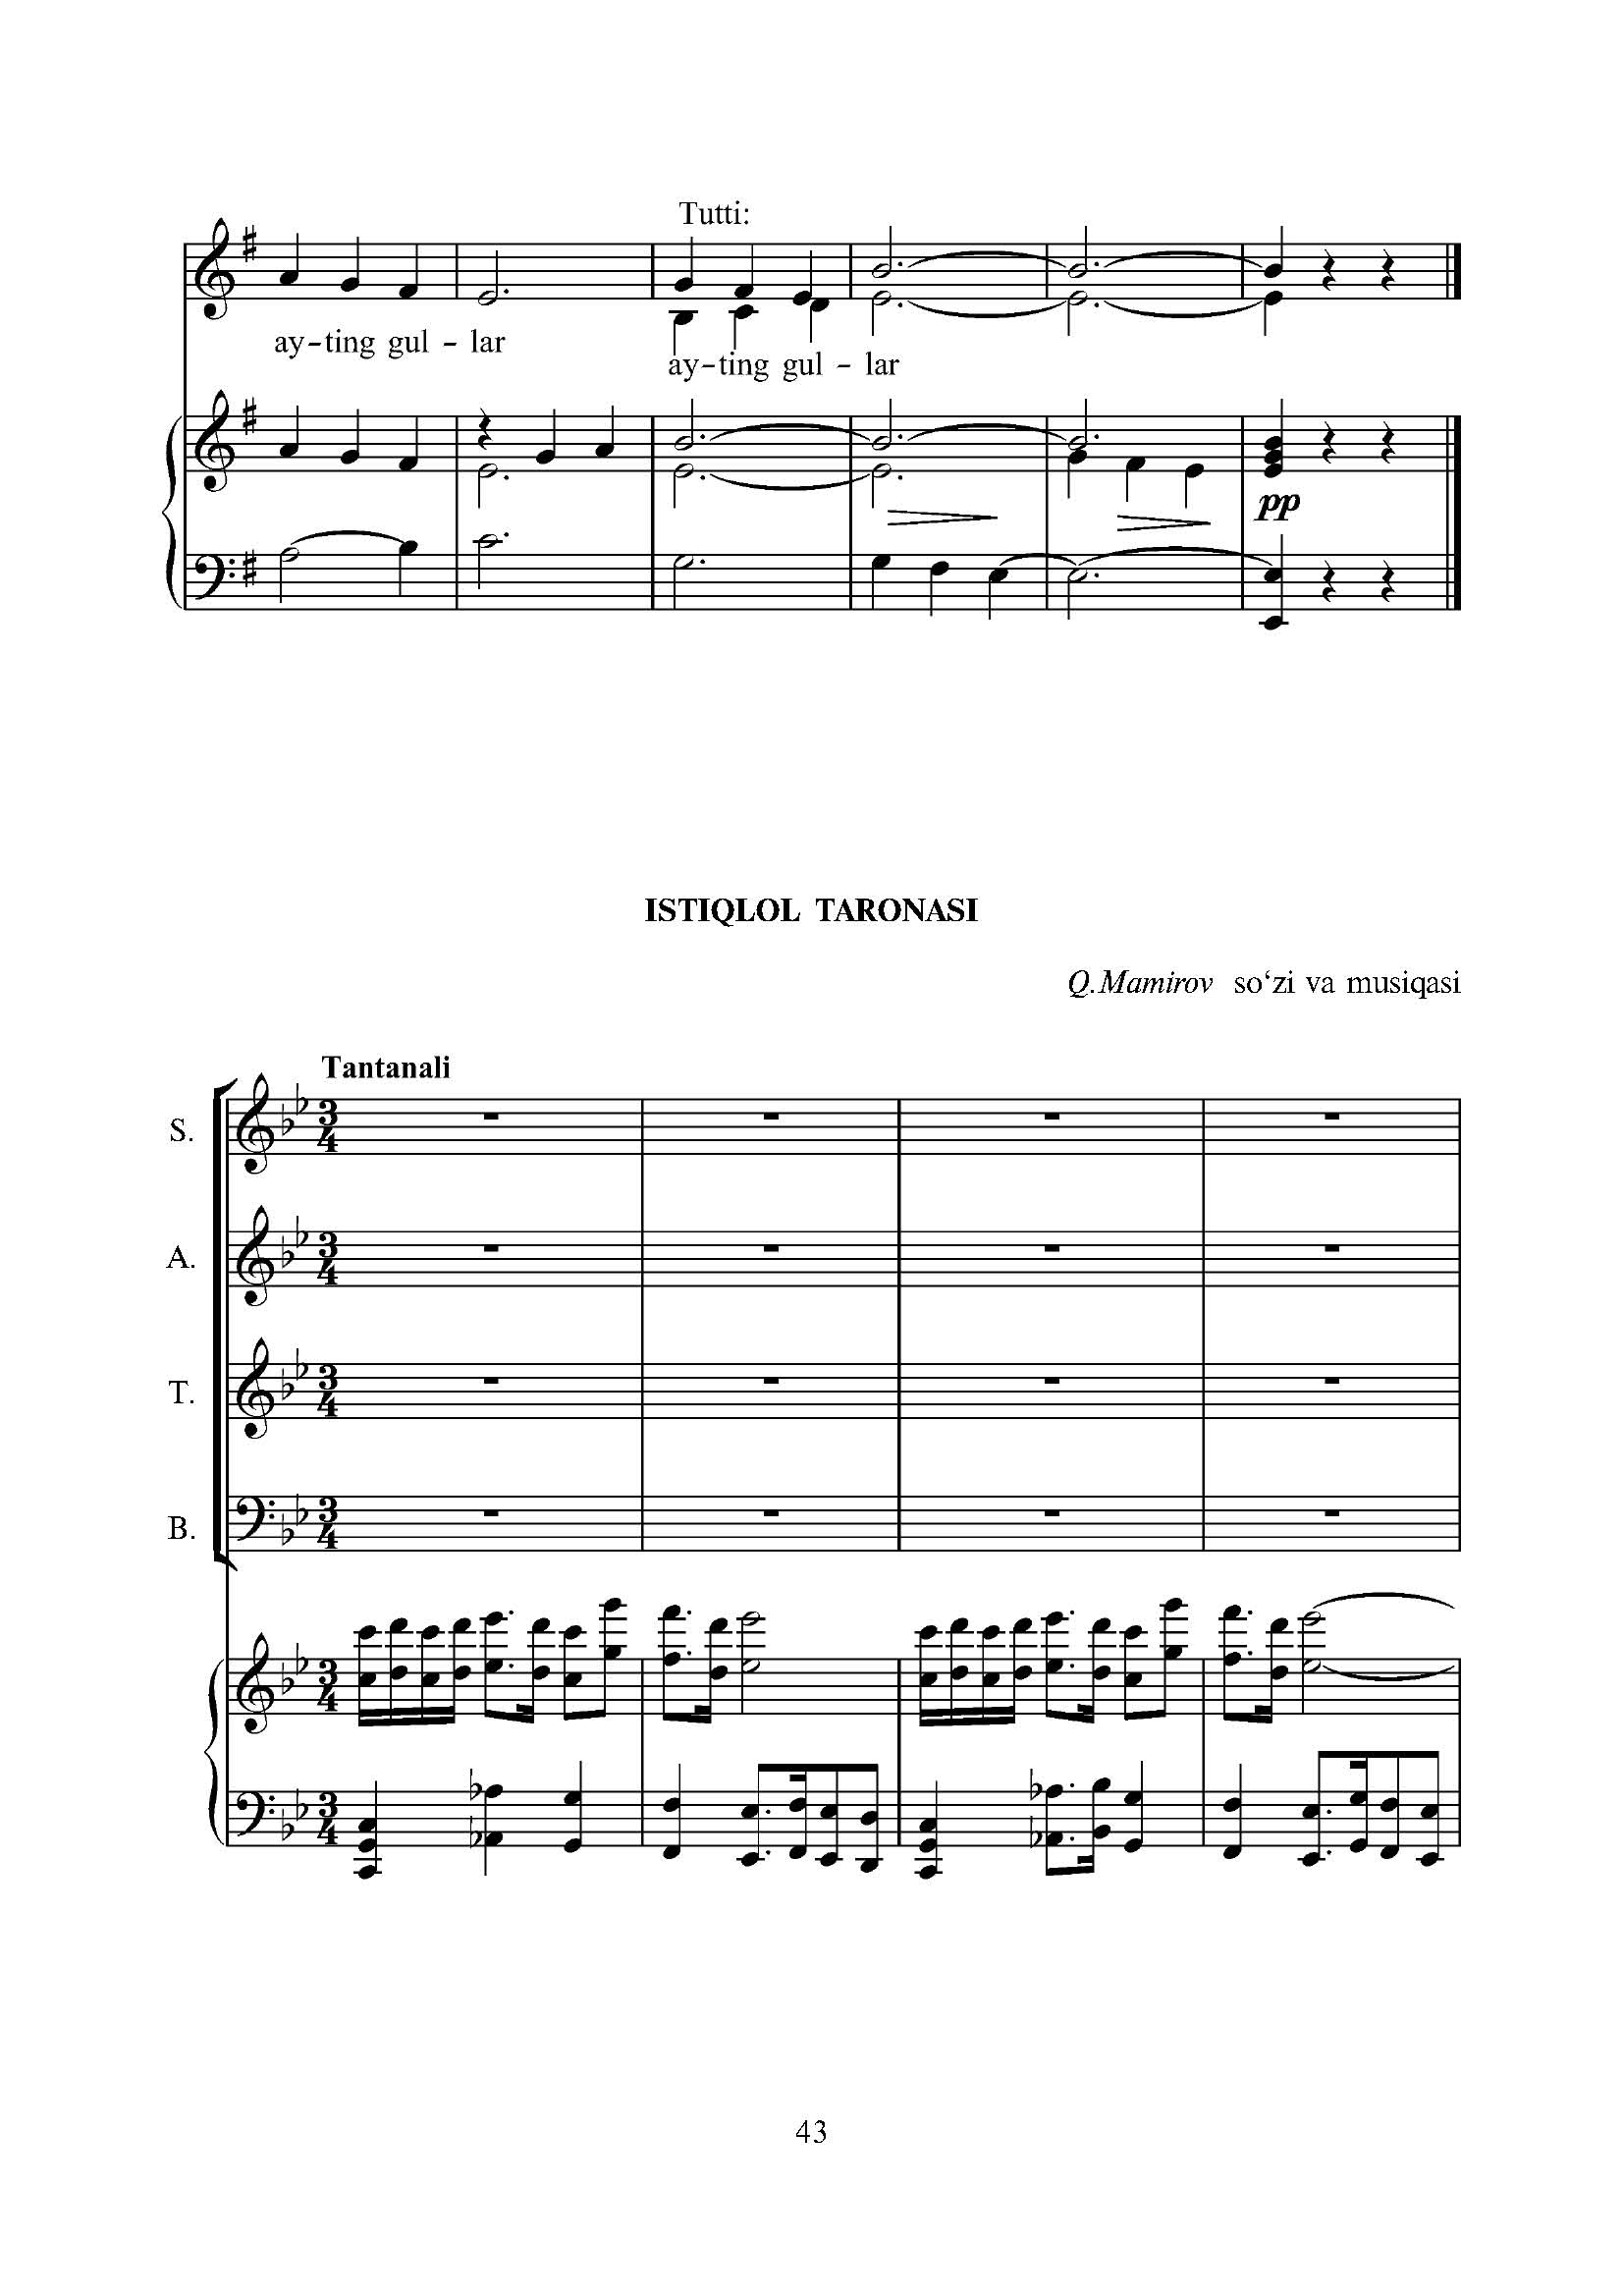 Tutti:
ay-ting gul - lar
ay-ting gul - lar
pp
ISTIQLOL TARONASI
Q.Mamirov so‘zi va musiqasi
Tantanali
S.
A.
T.
B.
43